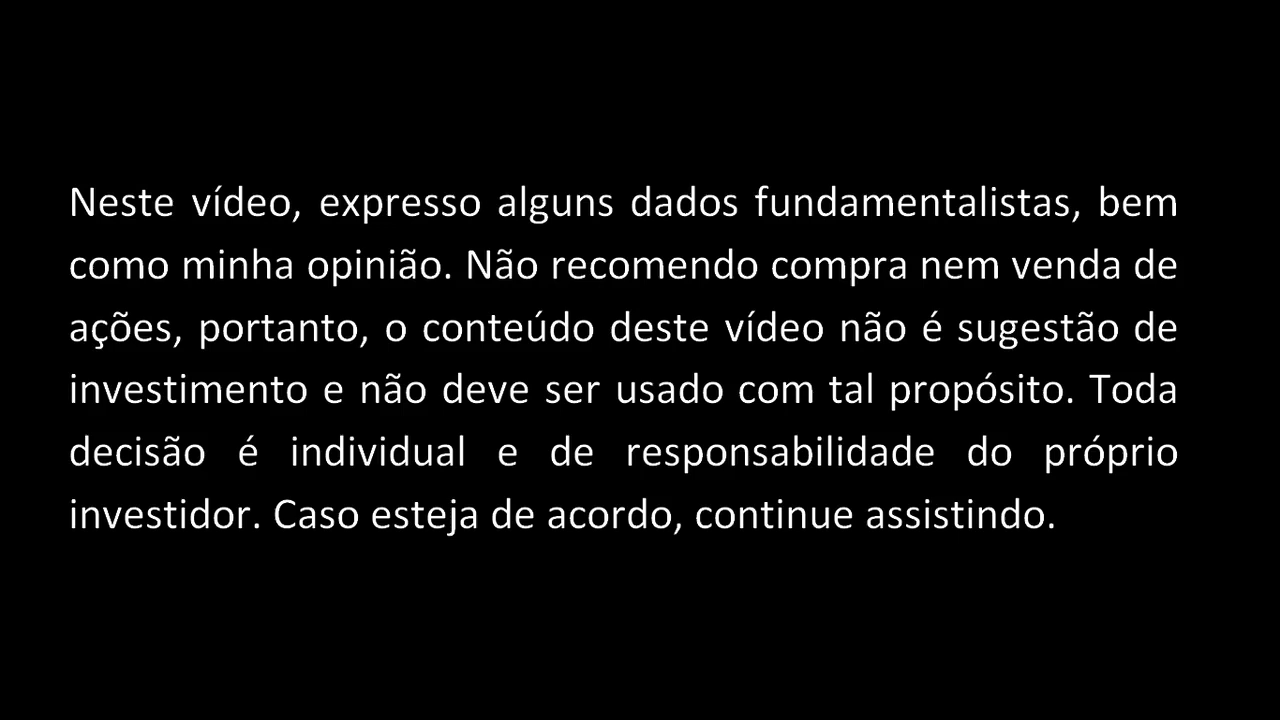 Neste vídeo, expresso alguns dados fundamentalistas, bem
como minha opinião. Não recomendo compra nem venda de
ações, portanto, o conteúdo deste vídeo não é sugestão de
investimento e não deve ser usado com tal propósito. Toda
decisão é individual e de responsabilidade do próprio
investidor. Caso esteja de acordo, continue assistindo.